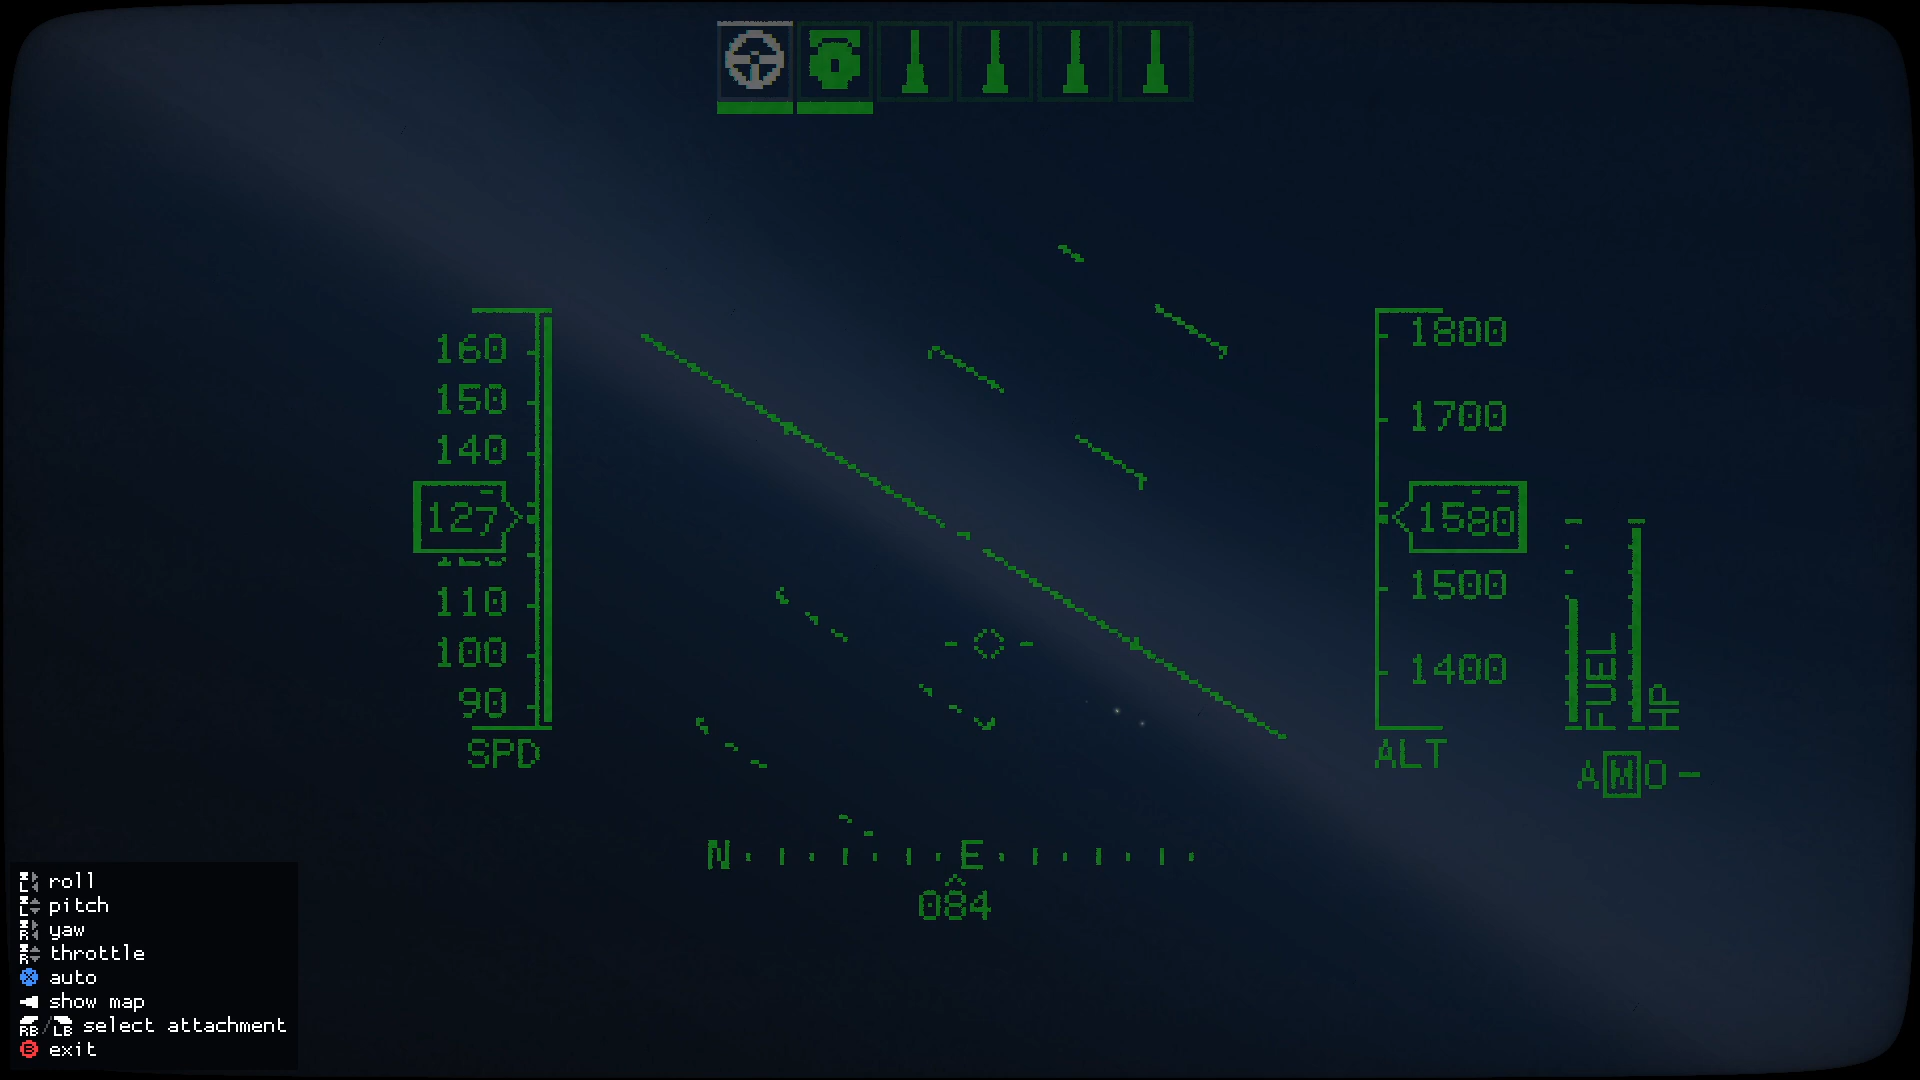 160
150
140
127
110
100
90
SPD
1800
1700
1580
1500
1400
ALT
FUEL
HP
A M O -
N E
084
roll
pitch
yaw
throttle
auto
show map
RB/LB select attachment
B exit